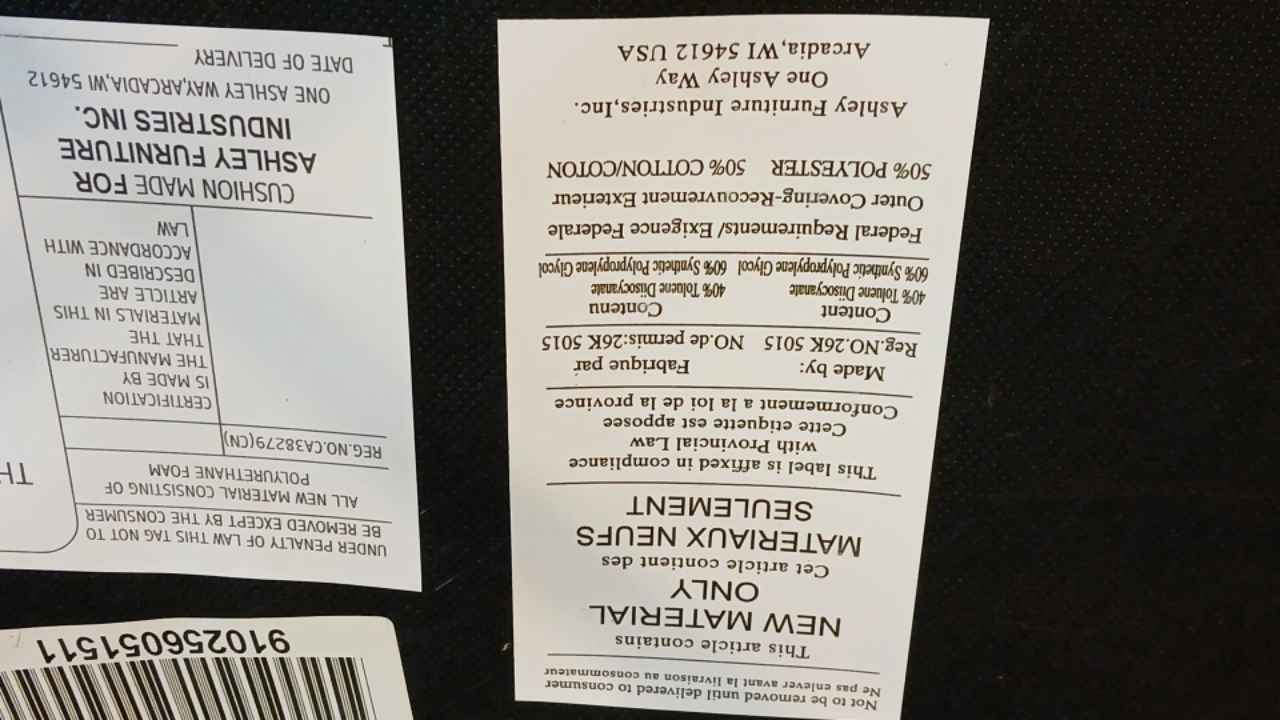 Not to be removed until delivered to consumer
Ne pas enlever avant la livraison au consommateur
This article contains
NEW MATERIAL
ONLY
Cet article contient des
MATERIAUX NEUFS
SEULEMENT
This label is affixed in compliance
with Provincial Law
Cette etiquette est apposee
Conformement a la loi de la province
Made by: Fabrique par
Reg.NO.26K 5015 NO.de permis:26K 5015
Content Contenu
40% Toluene Diisocyanate 40% Toluene Diisocyanate
60% Synthetic Polypropylene Glycol 60% Synthetic Polypropylene Glycol
Federal Requirements/ Exigence Federale
Outer Covering-Recouvrement Exterieur
50% POLYESTER 50% COTTON/COTON
Ashley Furniture Industries,Inc.
One Ashley Way
Arcadia,WI 54612 USA
UNDER PENALTY OF LAW THIS TAG NOT TO
BE REMOVED EXCEPT BY THE CONSUMER
ALL NEW MATERIAL CONSISTING OF
POLYURETHANE FOAM
REG.NO.CA38279(CN)
CERTIFICATION
IS MADE BY
THE MANUFACTURER
THAT THE
MATERIALS IN THIS
ARTICLE ARE
DESCRIBED IN
ACCORDANCE WITH
LAW
CUSHION MADE FOR
ASHLEY FURNITURE
INDUSTRIES INC.
ONE ASHLEY WAY,ARCADIA,WI 54612
DATE OF DELIVERY
TH
910256051511